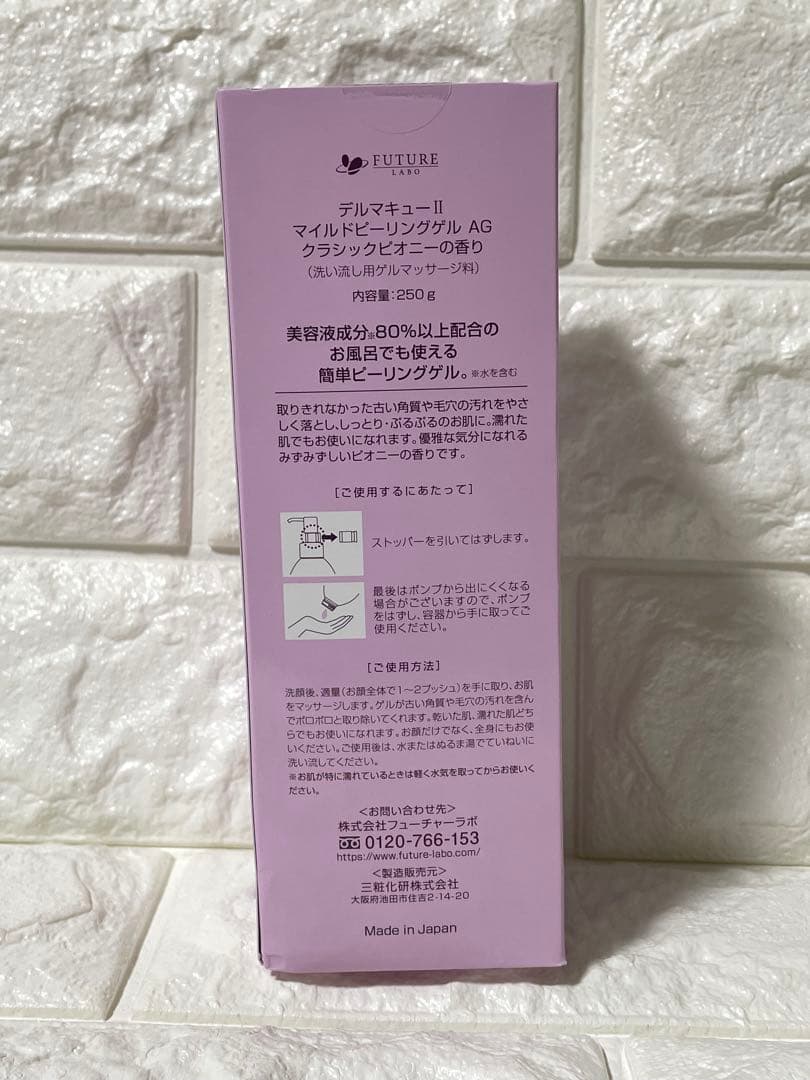 FUTURE
LABO
デルマキューⅡ
マイルドピーリングゲル AG
クラシックピオニーの香り
（洗い流し用ゲルマッサージ料）
内容量：250g
美容液成分※80%以上配合の
お風呂でも使える
簡単ピーリングゲル。※水を含む
取りきれなかった古い角質や毛穴の汚れをやさ
しく落とし、しっとり・ぷるぷるのお肌に。濡れた
肌でもお使いになれます。優雅な気分になれる
みずみずしいピオニーの香りです。
［ご使用するにあたって］
ストッパーを引いてはずします。
最後はポンプから出にくくなる
場合がございますので、ポンプ
をはずし、容器から手に取ってご
使用ください。
［ご使用方法］
洗顔後、適量（お顔全体で1〜2プッシュ）を手に取り、お肌
をマッサージします。ゲルが古い角質や毛穴の汚れを含ん
でポロポロと取り除いてくれます。乾いた肌、濡れた肌どち
らでもお使いになれます。お顔だけでなく、全身にもお使
いください。ご使用後は、水またはぬるま湯でていねいに
洗い流してください。
※お肌が特に濡れているときは軽く水気を取ってからお使いく
ださい。
＜お問い合わせ先＞
株式会社フューチャーラボ
0120-766-153
https://www.future-labo.com/
＜製造販売元＞
三粧化研株式会社
大阪府池田市住吉2-14-20
Made in Japan